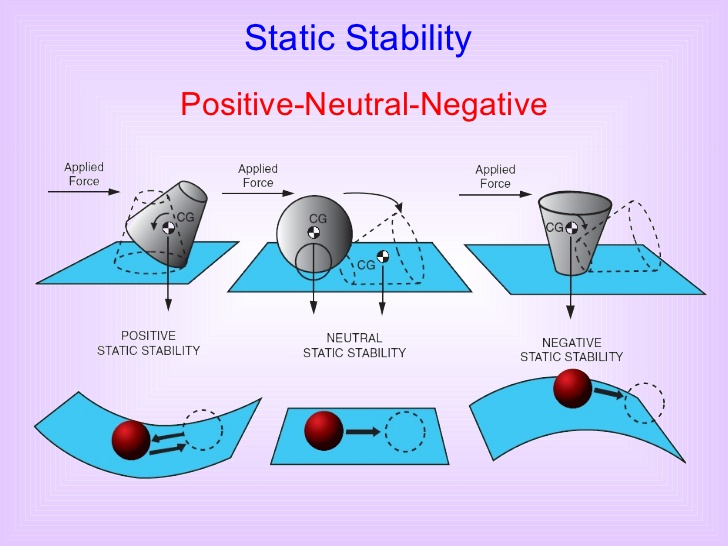 Static Stability
Positive-Neutral-Negative
Applied
Force
Applied
Force
Applied
Force
CG
CG
CG
CG
POSITIVE
STATIC STABILITY
NEUTRAL
STATIC STABILITY
NEGATIVE
STATIC STABILITY